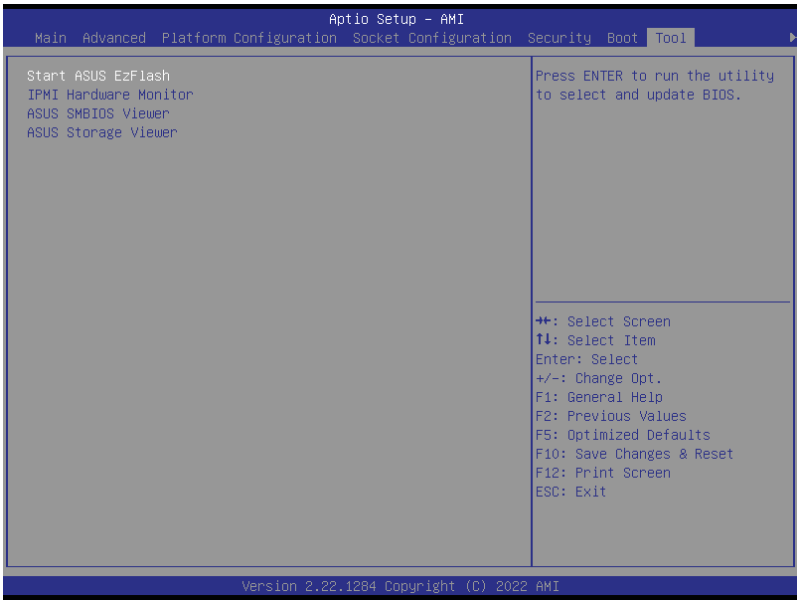 Aptio Setup – AMI
Main Advanced Platform Configuration Socket Configuration Security Boot Tool
Start ASUS EzFlash
IPMI Hardware Monitor
ASUS SMBIOS Viewer
ASUS Storage Viewer
Press ENTER to run the utility
to select and update BIOS.
→←: Select Screen
↑↓: Select Item
Enter: Select
+/-: Change Opt.
F1: General Help
F2: Previous Values
F5: Optimized Defaults
F10: Save Changes & Reset
F12: Print Screen
ESC: Exit
Version 2.22.1284 Copyright (C) 2022 AMI